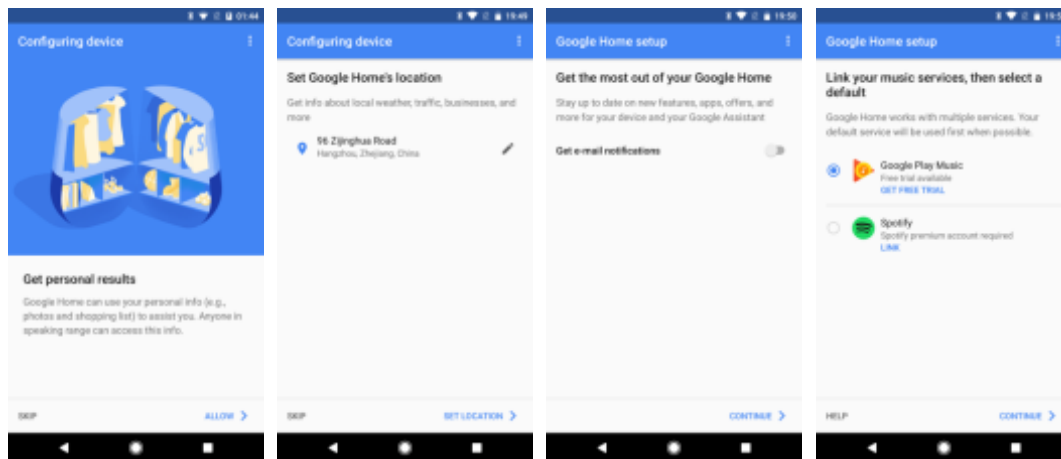 01:44
Configuring device
Get personal results
Google Home can use your personal info (e.g.,
photos and shopping list) to assist you. Anyone in
speaking range can access this info.
SKIP
ALLOW
19:49
Configuring device
Set Google Home's location
Get info about local weather, traffic, businesses, and
more
96 Zijinghua Road
Hangzhou, Zhejiang, China
SKIP
SET LOCATION
19:50
Google Home setup
Get the most out of your Google Home
Stay up to date on new features, apps, offers, and
more for your device and your Google Assistant
Get e-mail notifications
CONTINUE
Google Home setup
Link your music services, then select a
default
Google Home works with multiple services. Your
default service will be used first when possible.
Google Play Music
Free trial available
GET FREE TRIAL
Spotify
Spotify premium account required
LINK
HELP
CONTINUE